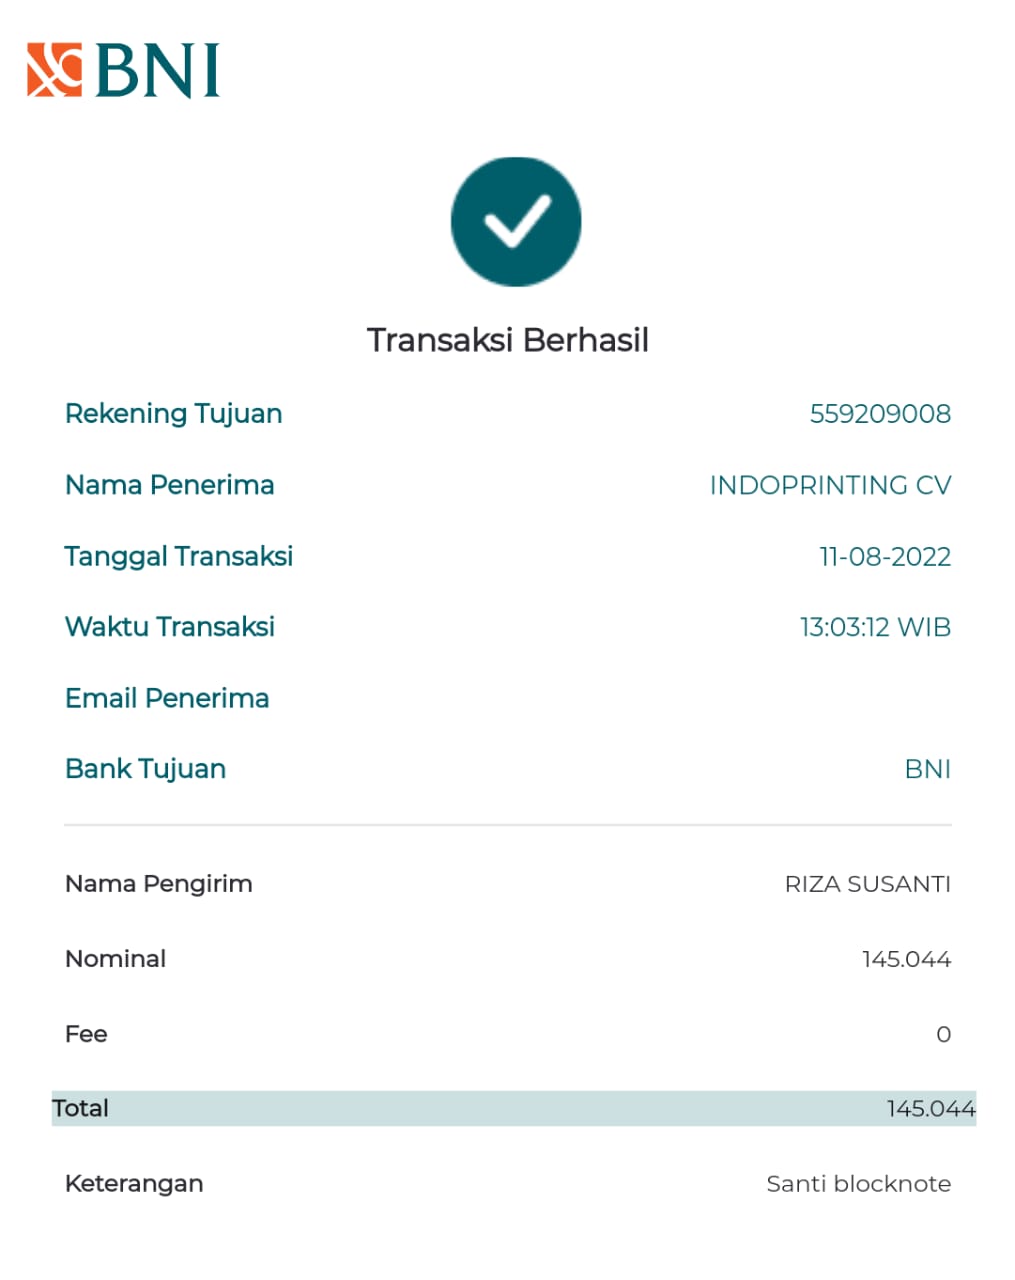 BNI
Transaksi Berhasil
Rekening Tujuan 559209008
Nama Penerima INDOPRINTING CV
Tanggal Transaksi 11-08-2022
Waktu Transaksi 13:03:12 WIB
Email Penerima
Bank Tujuan BNI
Nama Pengirim RIZA SUSANTI
Nominal 145.044
Fee 0
Total 145.044
Keterangan Santi blocknote